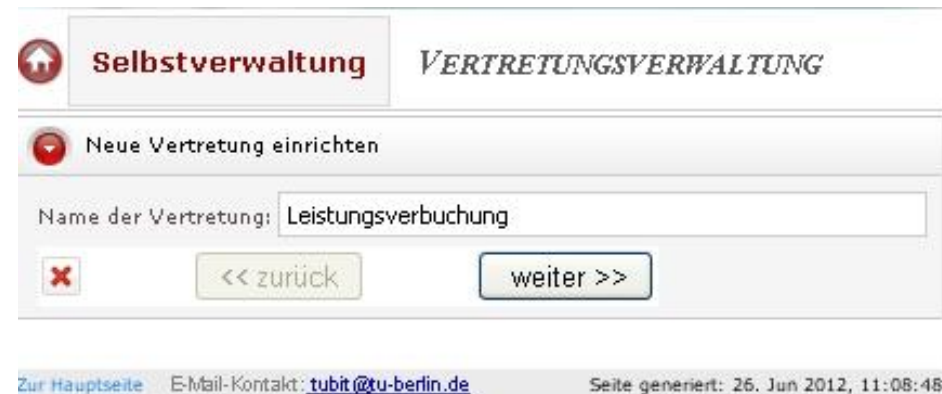 Selbstverwaltung VERTRETUNGSVERWALTUNG
Neue Vertretung einrichten
Name der Vertretung: Leistungsverbuchung
<< zurück weiter >>
Zur Hauptseite E-Mail-Kontakt: tubit@tu-berlin.de Seite generiert: 26. Jun 2012, 11:08:48